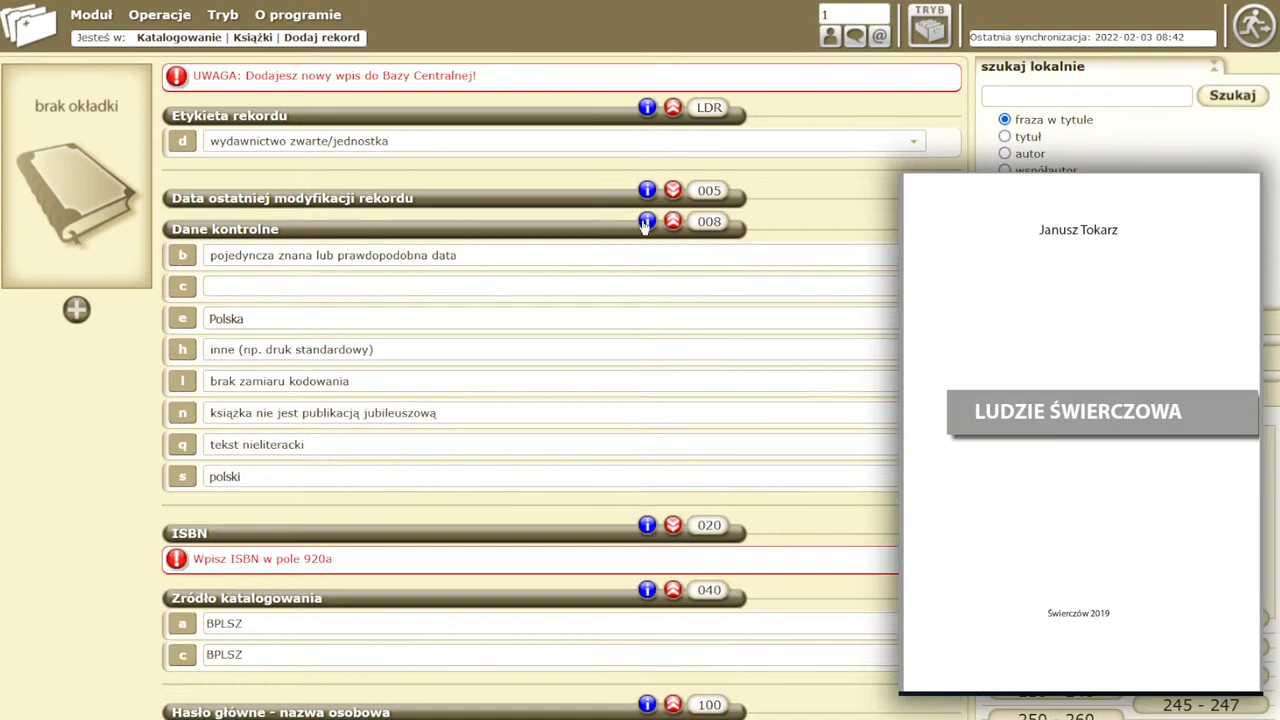 Moduł Operacje Tryb O programie
Jesteś w: Katalogowanie | Książki | Dodaj rekord
1
TRYB
Ostatnia synchronizacja: 2022-02-03 08:42
brak okładki
UWAGA: Dodajesz nowy wpis do Bazy Centralnej!
Etykieta rekordu LDR
d wydawnictwo zwarte/jednostka
Data ostatniej modyfikacji rekordu 005
Dane kontrolne 008
b pojedyncza znana lub prawdopodobna data
c
e Polska
h inne (np. druk standardowy)
l brak zamiaru kodowania
n książka nie jest publikacją jubileuszową
q tekst nieliteracki
s polski
ISBN 020
Wpisz ISBN w pole 920a
Zródło katalogowania 040
a BPLSZ
c BPLSZ
Hasło główne - nazwa osobowa 100
szukaj lokalnie
Szukaj
fraza w tytule
tytuł
autor
współautor
Janusz Tokarz
LUDZIE ŚWIERCZOWA
Świerczów 2019
245 - 247
250 - 260